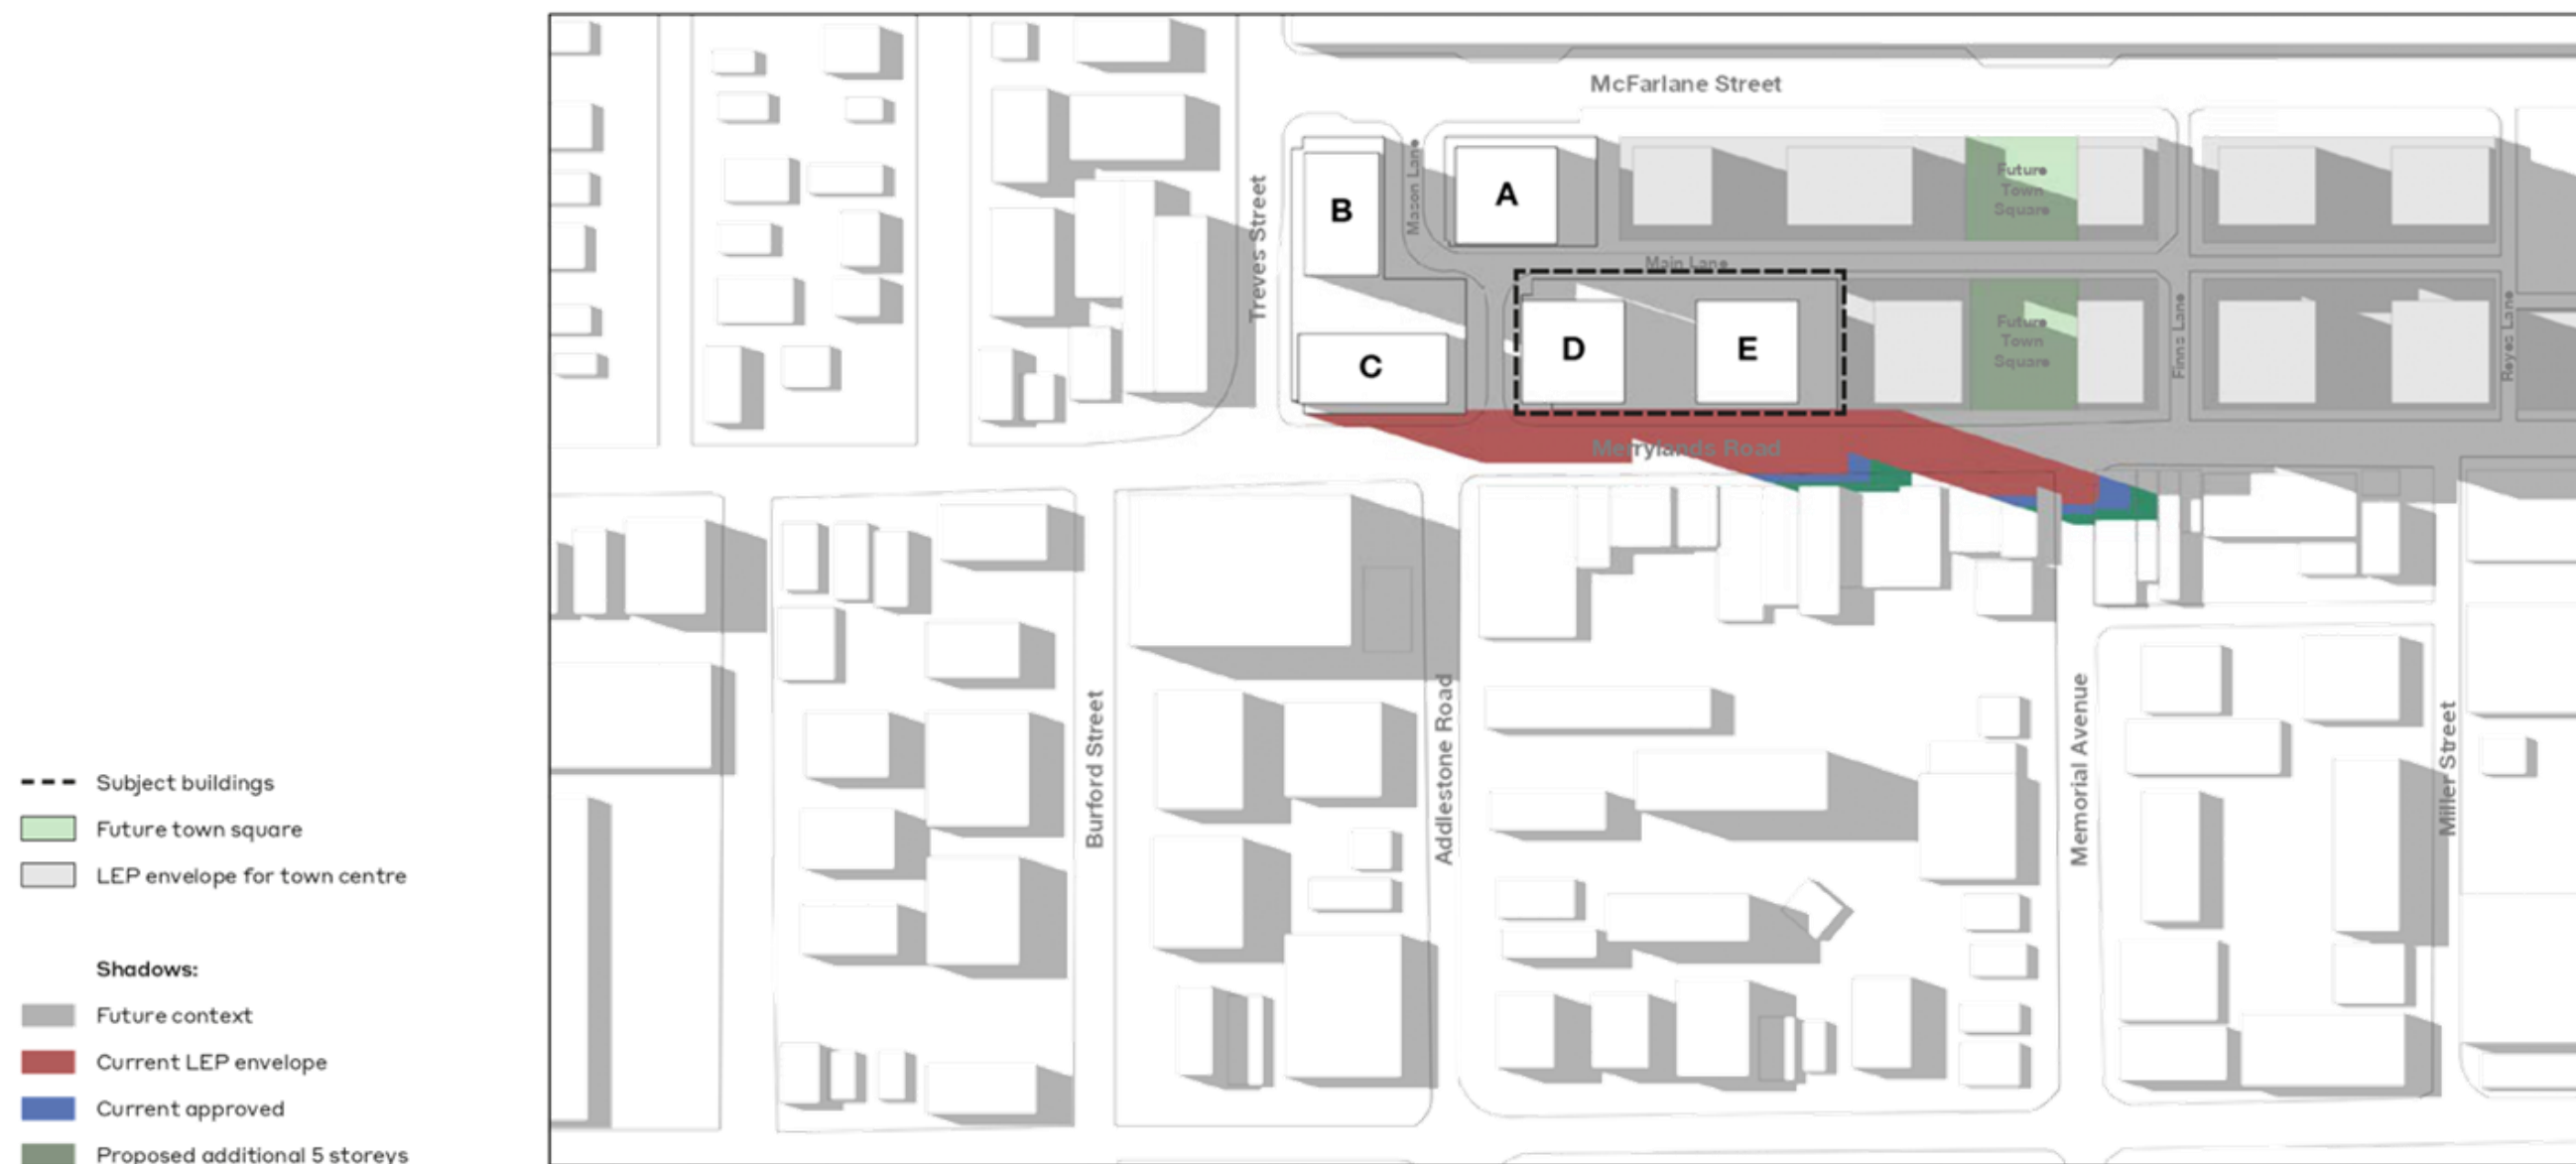 McFarlane Street
Mason Lane
A
B
Future
Town
Square
Treves Street
Main Lane
D
E
C
Future
Town
Square
Finns Lane
Reyes Lane
Merrylands Road
Burford Street
Addlestone Road
Memorial Avenue
Miller Street
Subject buildings
Future town square
LEP envelope for town centre
Shadows:
Future context
Current LEP envelope
Current approved
Proposed additional 5 storeys